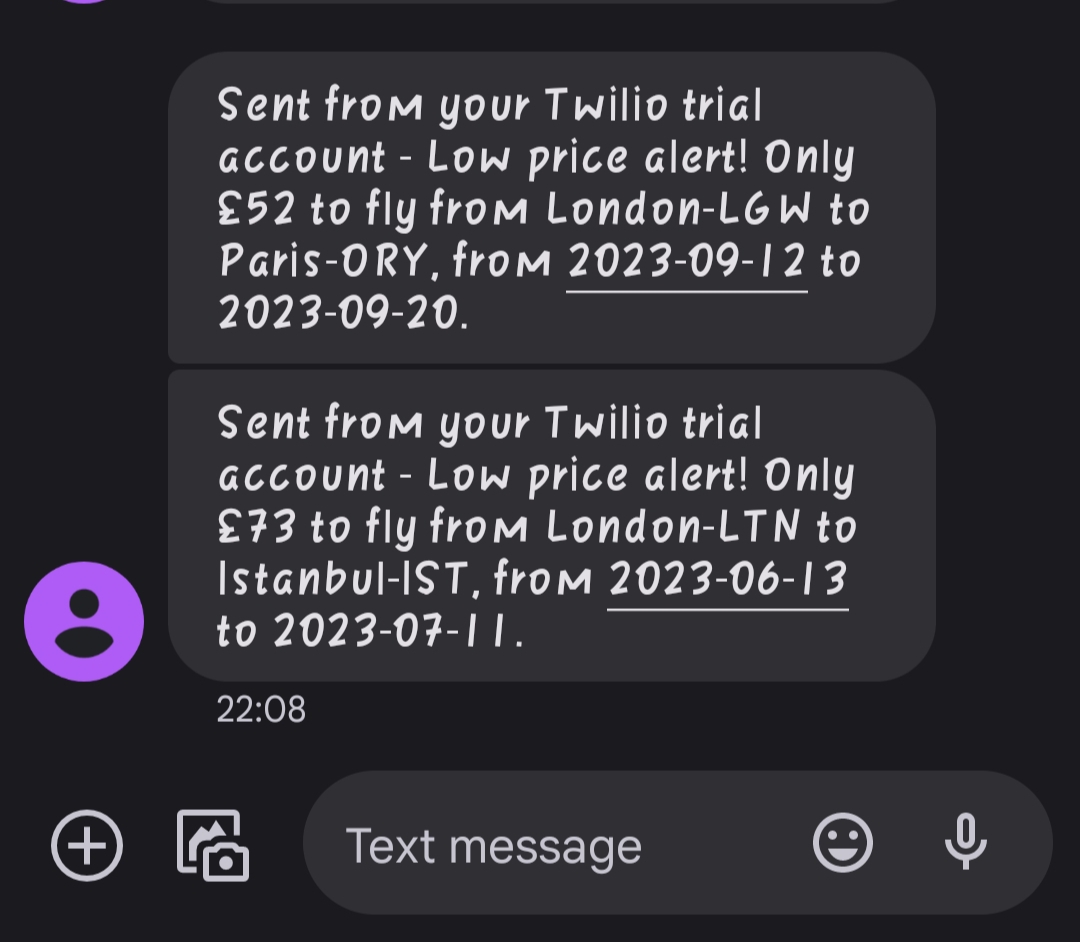 Sent from your Twilio trial
account - Low price alert! Only
£52 to fly from London-LGW to
Paris-ORY, from 2023-09-12 to
2023-09-20.
Sent from your Twilio trial
account - Low price alert! Only
£73 to fly from London-LTN to
Istanbul-IST, from 2023-06-13
to 2023-07-11.
22:08
Text message